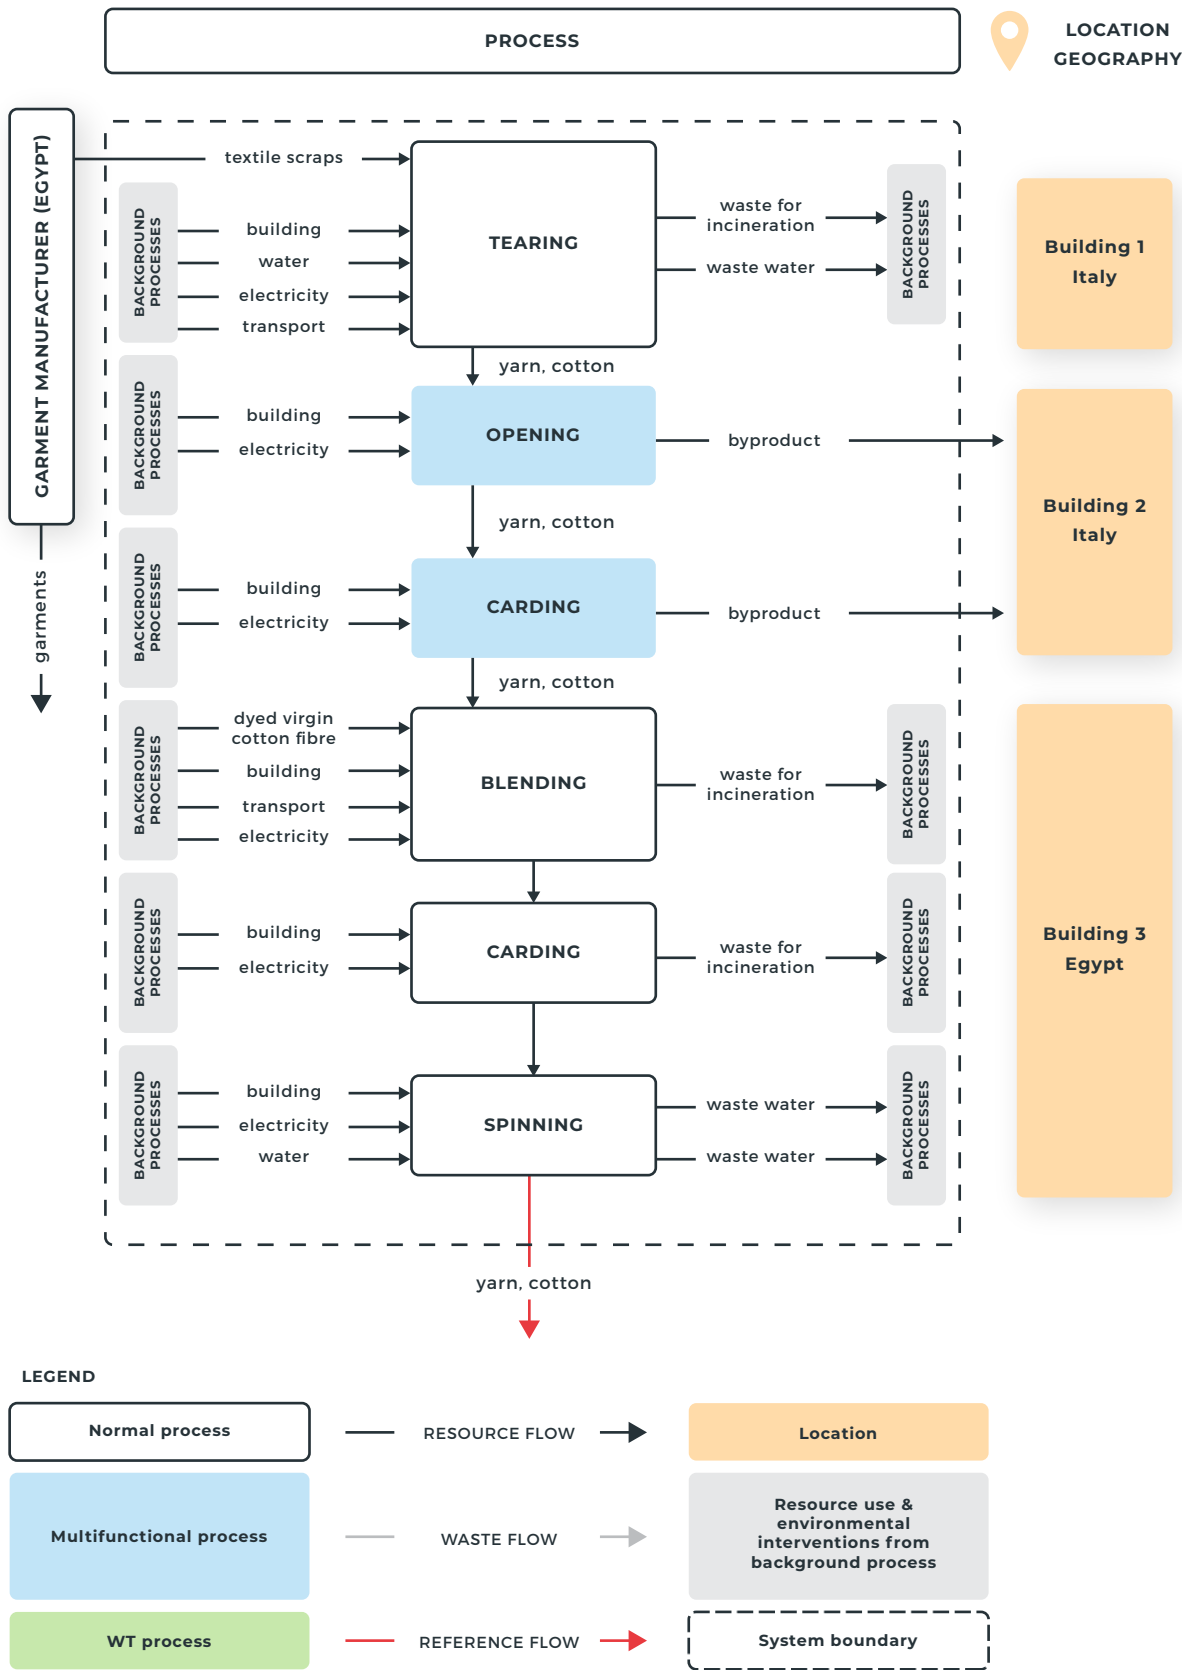 PROCESS
LOCATION
GEOGRAPHY
GARMENT MANUFACTURER (EGYPT)
garments
textile scraps
BACKGROUND
PROCESSES
building
water
electricity
transport
TEARING
waste for
incineration
waste water
BACKGROUND
PROCESSES
Building 1
Italy
yarn, cotton
BACKGROUND
PROCESSES
building
electricity
OPENING
byproduct
Building 2
Italy
yarn, cotton
BACKGROUND
PROCESSES
building
electricity
CARDING
byproduct
yarn, cotton
BACKGROUND
PROCESSES
dyed virgin
cotton fibre
building
transport
electricity
BLENDING
waste for
incineration
BACKGROUND
PROCESSES
Building 3
Egypt
BACKGROUND
PROCESSES
building
electricity
CARDING
waste for
incineration
BACKGROUND
PROCESSES
BACKGROUND
PROCESSES
building
electricity
water
SPINNING
waste water
waste water
BACKGROUND
PROCESSES
yarn, cotton
LEGEND
Normal process
RESOURCE FLOW
Location
Multifunctional process
WASTE FLOW
Resource use &
environmental
interventions from
background process
WT process
REFERENCE FLOW
System boundary